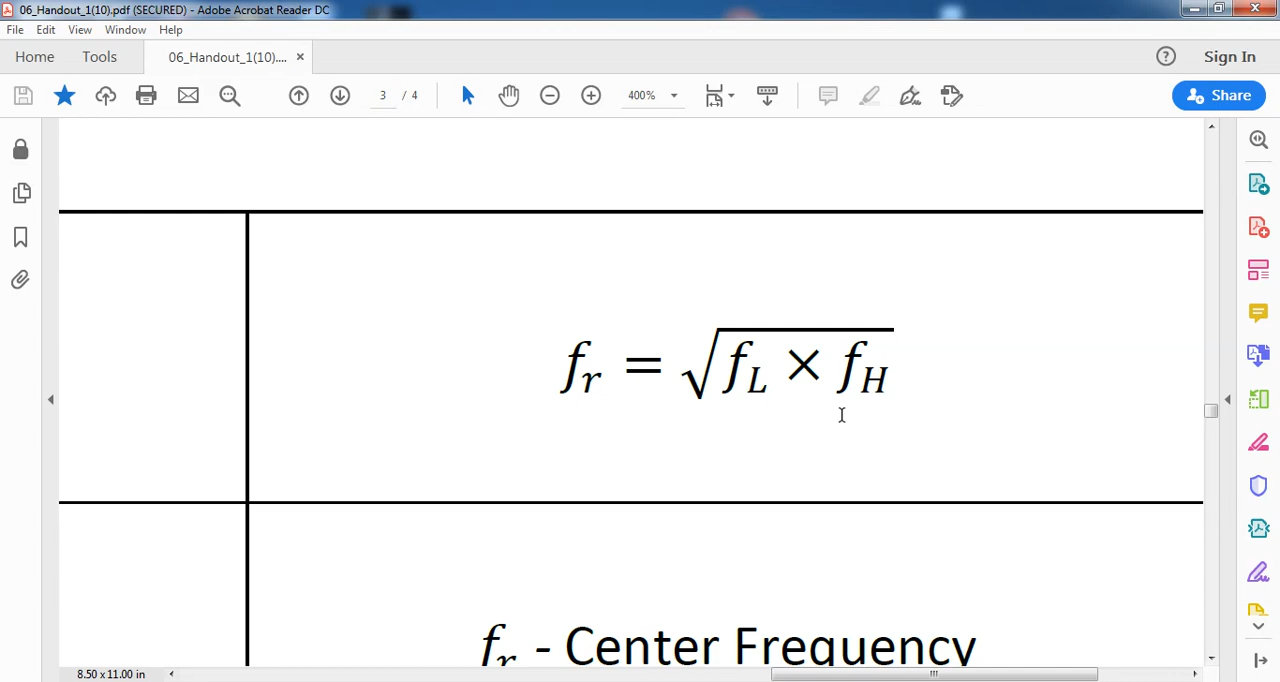 06_Handout_1(10).pdf (SECURED) - Adobe Acrobat Reader DC
File Edit View Window Help
Home Tools 06_Handout_1(10).... × ? Sign In
3 / 4 400% Share
f_r = √(f_L × f_H)
f_r - Center Frequency
8.50 x 11.00 in